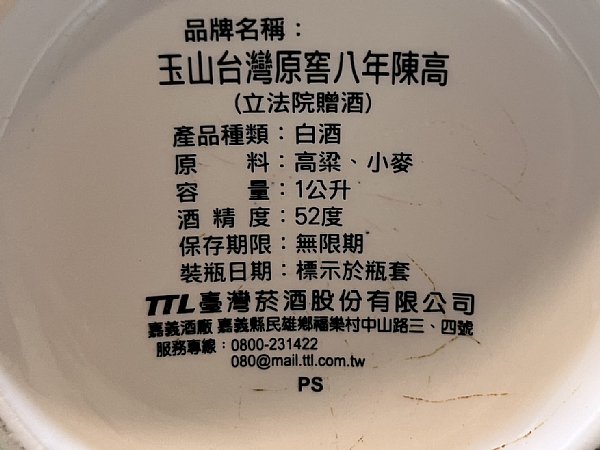 品牌名稱：
玉山台灣原窖八年陳高
(立法院贈酒)
產品種類：白酒
原　　料：高粱、小麥
容　　量：1公升
酒 精 度：52度
保存期限：無限期
裝瓶日期：標示於瓶套
TTL 臺灣菸酒股份有限公司
嘉義酒廠 嘉義縣民雄鄉福樂村中山路三、四號
服務專線：0800-231422
080@mail.ttl.com.tw
PS